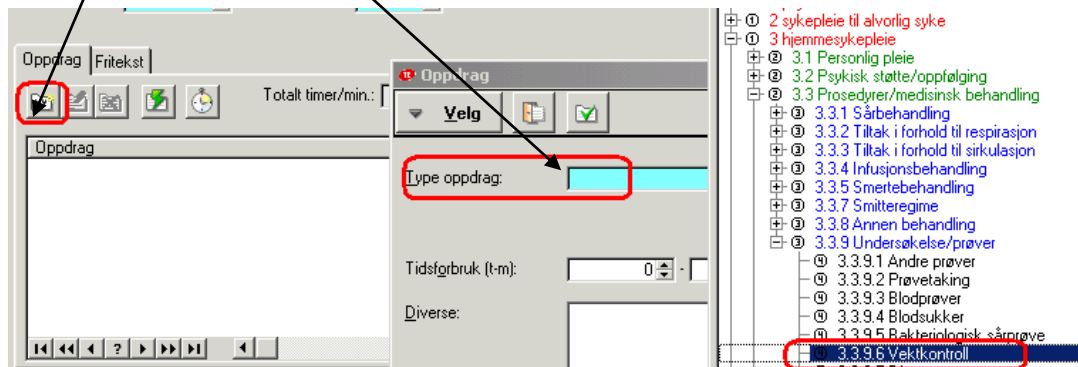 Oppdrag Fritekst
Totalt timer/min.:
Oppdrag
Oppdrag
Velg
Type oppdrag:
Tidsforbruk (t-m):
0
-
Diverse:
2 sykepleie til alvorlig syke
3 hjemmesykepleie
3.1 Personlig pleie
3.2 Psykisk støtte/oppfølging
3.3 Prosedyrer/medisinsk behandling
3.3.1 Sårbehandling
3.3.2 Tiltak i forhold til respirasjon
3.3.3 Tiltak i forhold til sirkulasjon
3.3.4 Infusjonsbehandling
3.3.5 Smertebehandling
3.3.7 Smitteregime
3.3.8 Annen behandling
3.3.9 Undersøkelse/prøver
3.3.9.1 Andre prøver
3.3.9.2 Prøvetaking
3.3.9.3 Blodprøver
3.3.9.4 Blodsukker
3.3.9.5 Bakteriologisk sårprøve
3.3.9.6 Vektkontroll